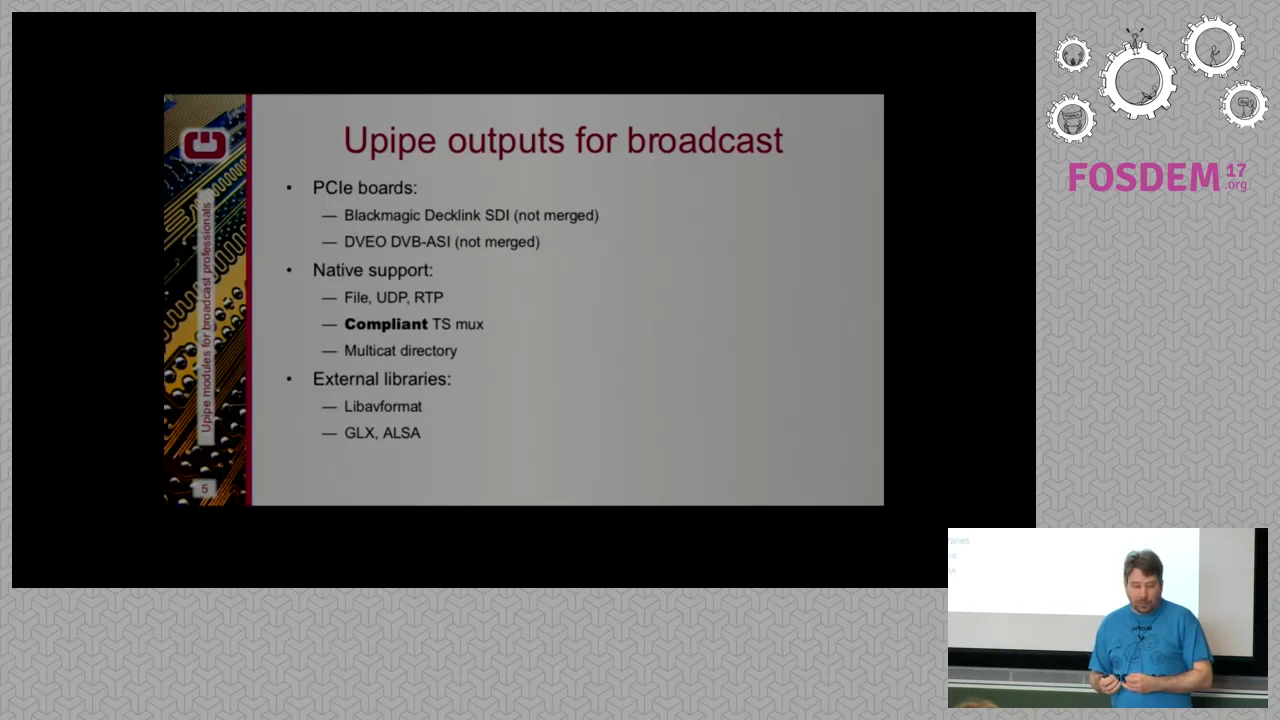 Upipe outputs for broadcast
• PCIe boards:
— Blackmagic Decklink SDI (not merged)
— DVEO DVB-ASI (not merged)
• Native support:
— File, UDP, RTP
— Compliant TS mux
— Multicat directory
• External libraries:
— Libavformat
— GLX, ALSA
Upipe modules for broadcast professionals
5
FOSDEM 17
.org